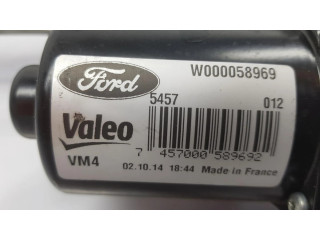 Ford
W000058969
5457
012
Valeo
7 457000 589692
VM4
02.10.14 18:44 Made in France